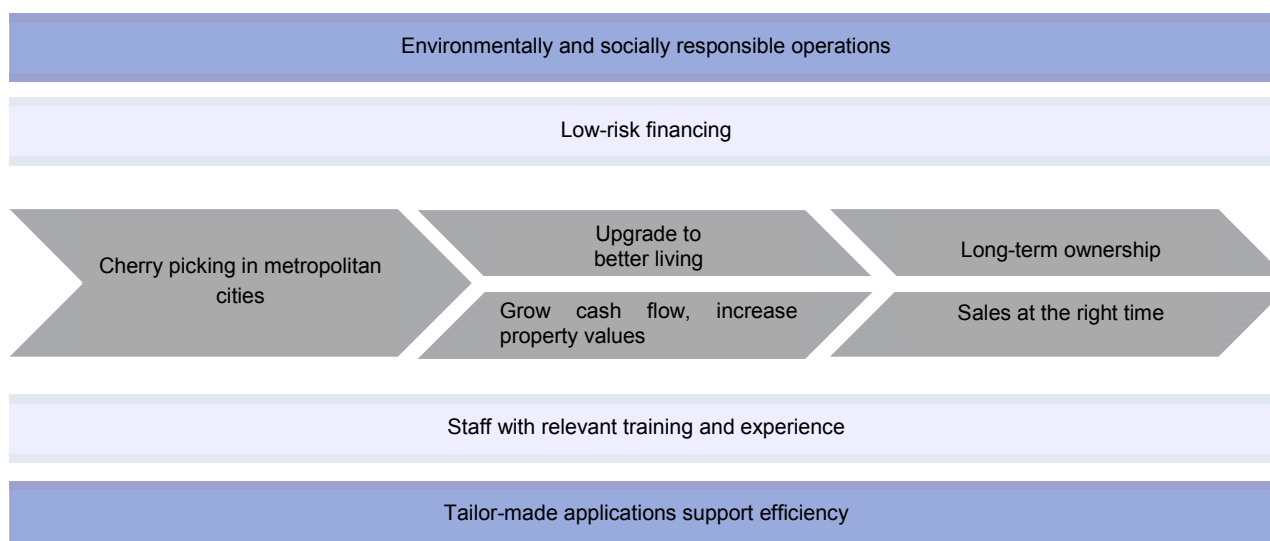 Environmentally and socially responsible operations
Low-risk financing
Cherry picking in metropolitan
cities
Upgrade to
better living
Grow cash flow, increase
property values
Long-term ownership
Sales at the right time
Staff with relevant training and experience
Tailor-made applications support efficiency